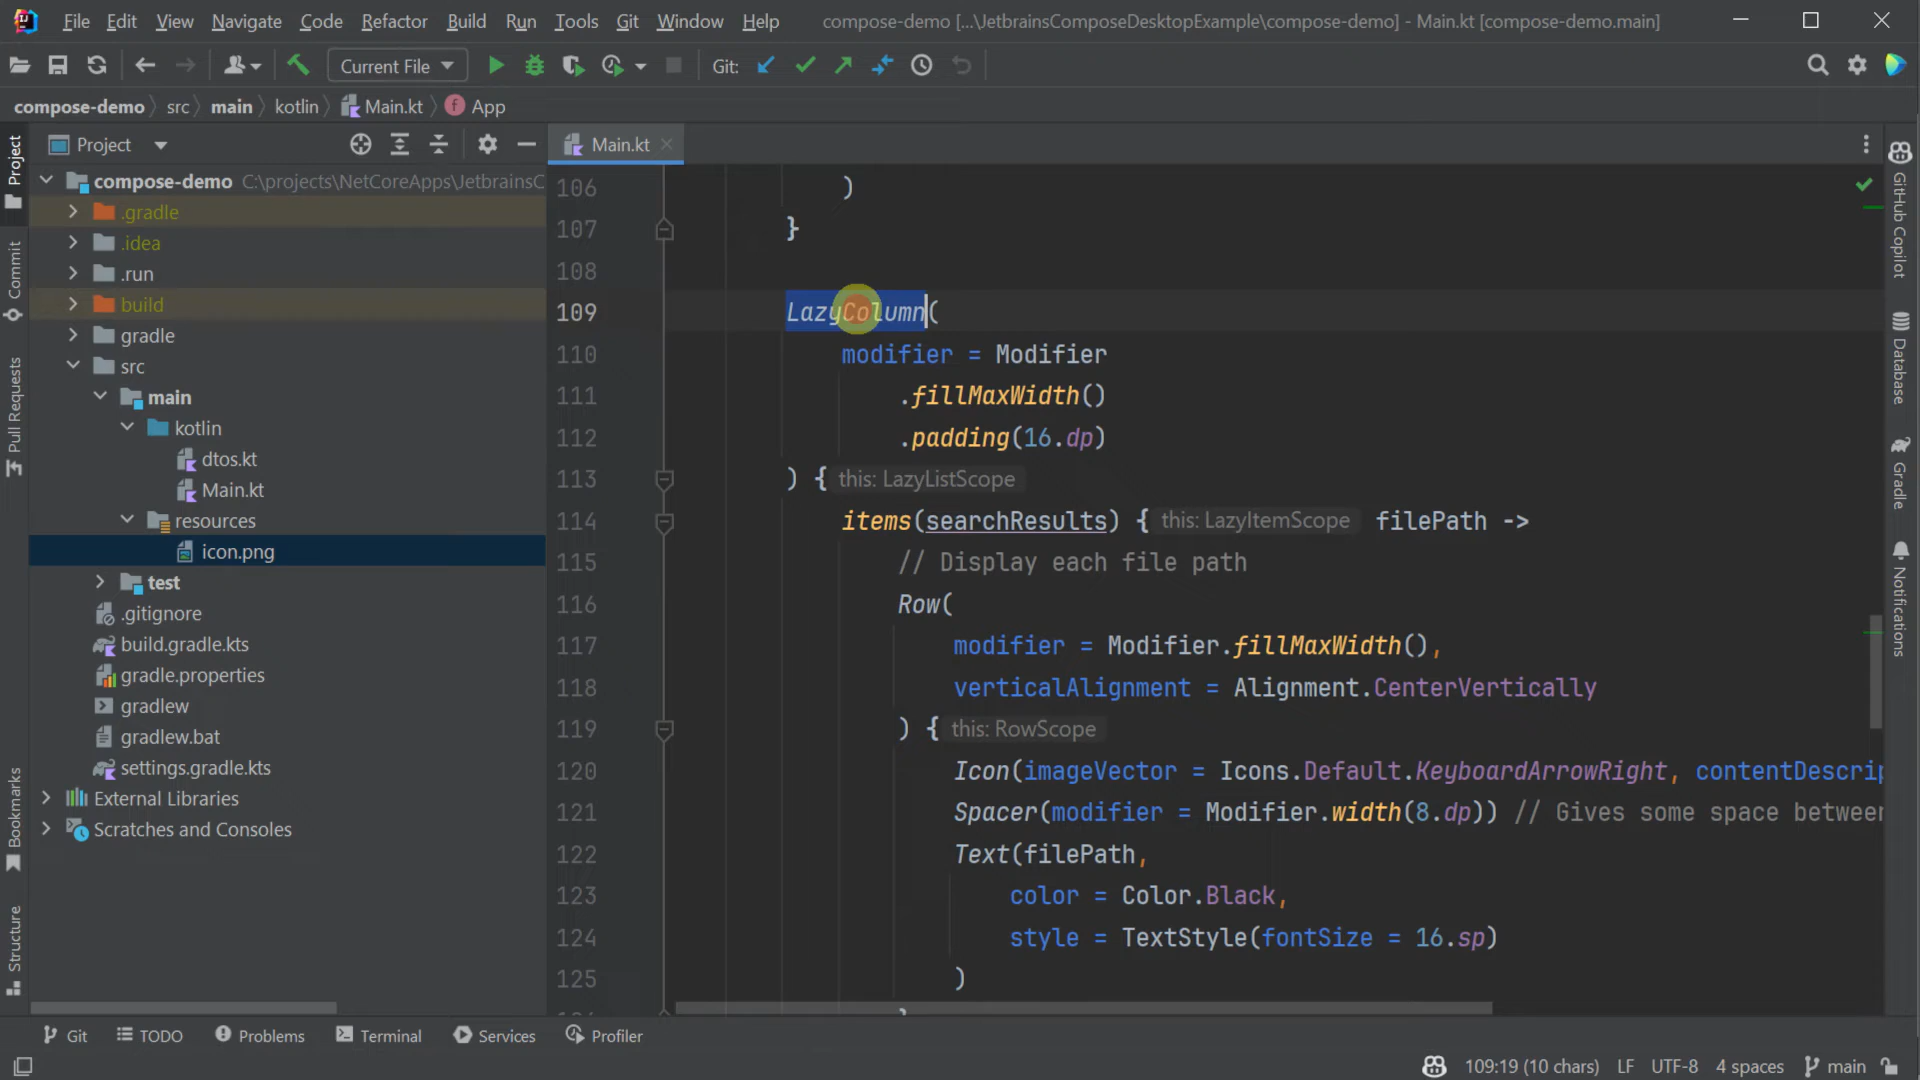 File Edit View Navigate Code Refactor Build Run Tools Git Window Help compose-demo [...\JetbrainsComposeDesktopExample\compose-demo] - Main.kt [compose-demo.main]
Current File Git:
compose-demo src main kotlin Main.kt App
Project
Main.kt
compose-demo C:\projects\NetCoreApps\JetbrainsC
.gradle
.idea
.run
build
gradle
src
main
kotlin
dtos.kt
Main.kt
resources
icon.png
test
.gitignore
build.gradle.kts
gradle.properties
gradlew
gradlew.bat
settings.gradle.kts
External Libraries
Scratches and Consoles
Project
Commit
Pull Requests
Bookmarks
Structure
106 )
107 }
108
109 LazyColumn(
110 modifier = Modifier
111 .fillMaxWidth()
112 .padding(16.dp)
113 ) { this: LazyListScope
114 items(searchResults) { this: LazyItemScope filePath ->
115 // Display each file path
116 Row(
117 modifier = Modifier.fillMaxWidth(),
118 verticalAlignment = Alignment.CenterVertically
119 ) { this: RowScope
120 Icon(imageVector = Icons.Default.KeyboardArrowRight, contentDescrip
121 Spacer(modifier = Modifier.width(8.dp)) // Gives some space between
122 Text(filePath,
123 color = Color.Black,
124 style = TextStyle(fontSize = 16.sp)
125 )
GitHub Copilot
Database
Gradle
Notifications
Git TODO Problems Terminal Services Profiler
109:19 (10 chars) LF UTF-8 4 spaces main